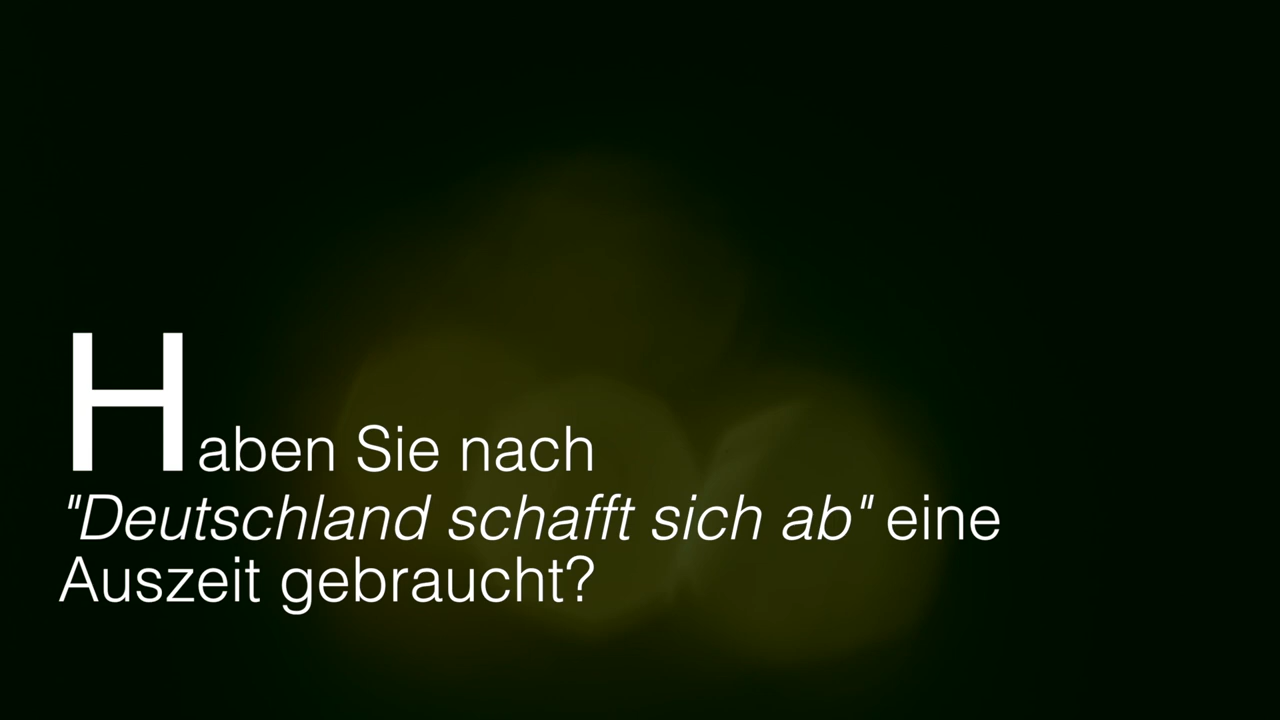 Haben Sie nach
"Deutschland schafft sich ab" eine
Auszeit gebraucht?